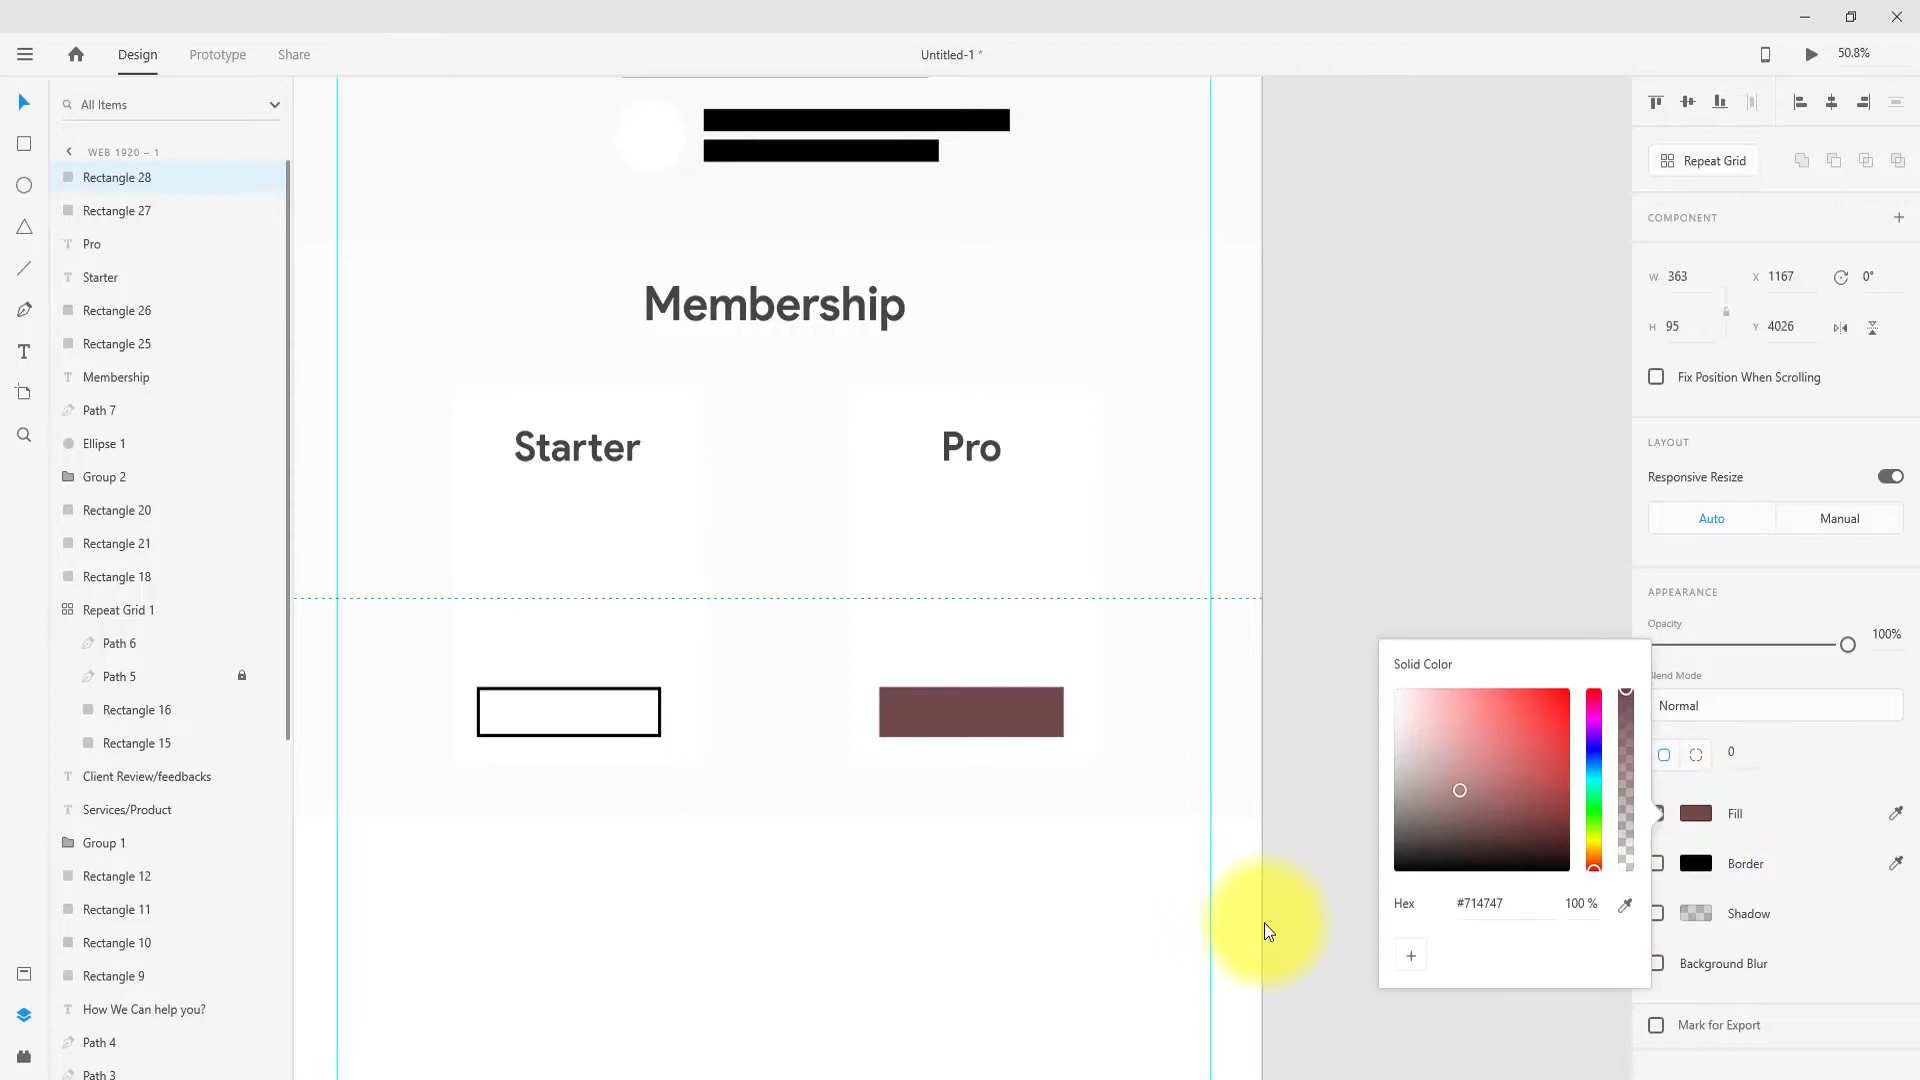 Design
Prototype
Share
Untitled-1 *
50.8%
All Items
WEB 1920 – 1
Rectangle 28
Rectangle 27
Pro
Starter
Rectangle 26
Rectangle 25
Membership
Path 7
Ellipse 1
Group 2
Rectangle 20
Rectangle 21
Rectangle 18
Repeat Grid 1
Path 6
Path 5
Rectangle 16
Rectangle 15
Client Review/feedbacks
Services/Product
Group 1
Rectangle 12
Rectangle 11
Rectangle 10
Rectangle 9
How We Can help you?
Path 4
Path 3
Membership
Starter
Pro
Solid Color
Hex #714747 100 %
Repeat Grid
COMPONENT
W 363 X 1167 0°
H 95 Y 4026
Fix Position When Scrolling
LAYOUT
Responsive Resize
Auto
Manual
APPEARANCE
Opacity
100%
Blend Mode
Normal
0
Fill
Border
Shadow
Background Blur
Mark for Export